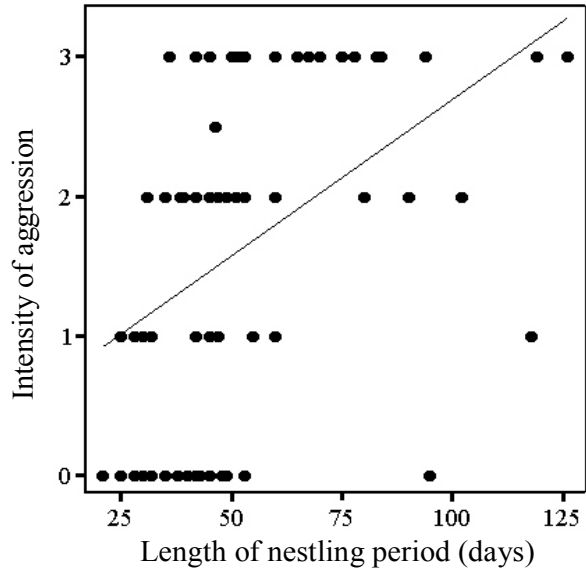 3
2
1
0
Intensity of aggression
25 50 75 100 125
Length of nestling period (days)